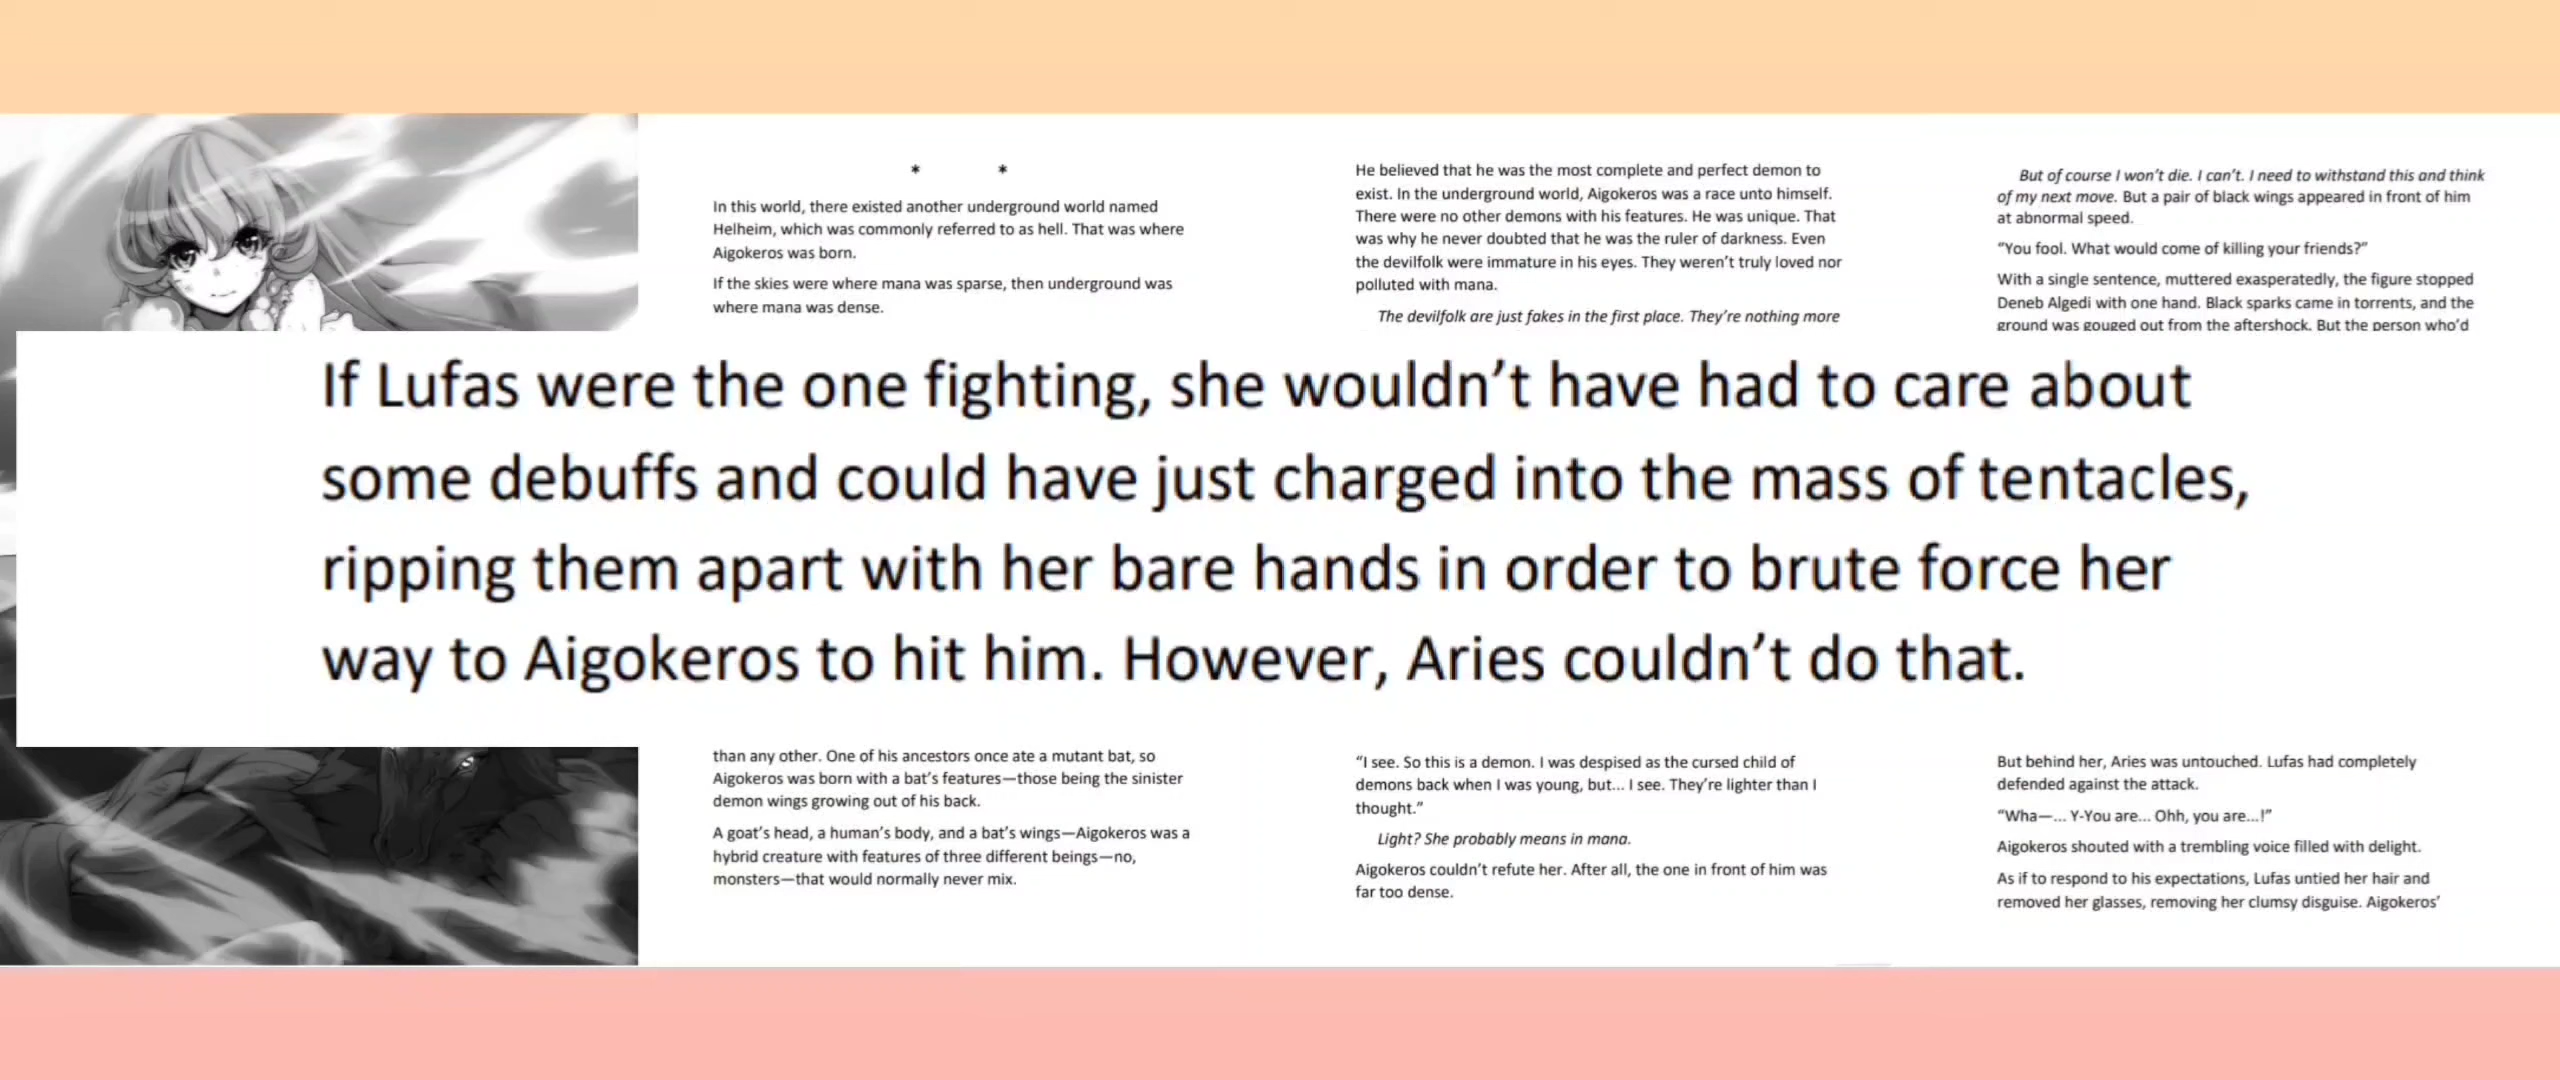 * *
In this world, there existed another underground world named
Helheim, which was commonly referred to as hell. That was where
Aigokeros was born.
If the skies were where mana was sparse, then underground was
where mana was dense.
He believed that he was the most complete and perfect demon to
exist. In the underground world, Aigokeros was a race unto himself.
There were no other demons with his features. He was unique. That
was why he never doubted that he was the ruler of darkness. Even
the devilfolk were immature in his eyes. They weren't truly loved nor
polluted with mana.
The devilfolk are just fakes in the first place. They're nothing more
But of course I won't die. I can't. I need to withstand this and think
of my next move. But a pair of black wings appeared in front of him
at abnormal speed.
“You fool. What would come of killing your friends?”
With a single sentence, muttered exasperatedly, the figure stopped
Deneb Algedi with one hand. Black sparks came in torrents, and the
ground was gouged out from the aftershock. But the person who'd
If Lufas were the one fighting, she wouldn't have had to care about
some debuffs and could have just charged into the mass of tentacles,
ripping them apart with her bare hands in order to brute force her
way to Aigokeros to hit him. However, Aries couldn't do that.
than any other. One of his ancestors once ate a mutant bat, so
Aigokeros was born with a bat's features—those being the sinister
demon wings growing out of his back.
A goat's head, a human's body, and a bat's wings—Aigokeros was a
hybrid creature with features of three different beings—no,
monsters—that would normally never mix.
“I see. So this is a demon. I was despised as the cursed child of
demons back when I was young, but... I see. They're lighter than I
thought.”
Light? She probably means in mana.
Aigokeros couldn't refute her. After all, the one in front of him was
far too dense.
But behind her, Aries was untouched. Lufas had completely
defended against the attack.
“Wha—... Y-You are... Ohh, you are...!”
Aigokeros shouted with a trembling voice filled with delight.
As if to respond to his expectations, Lufas untied her hair and
removed her glasses, removing her clumsy disguise. Aigokeros'